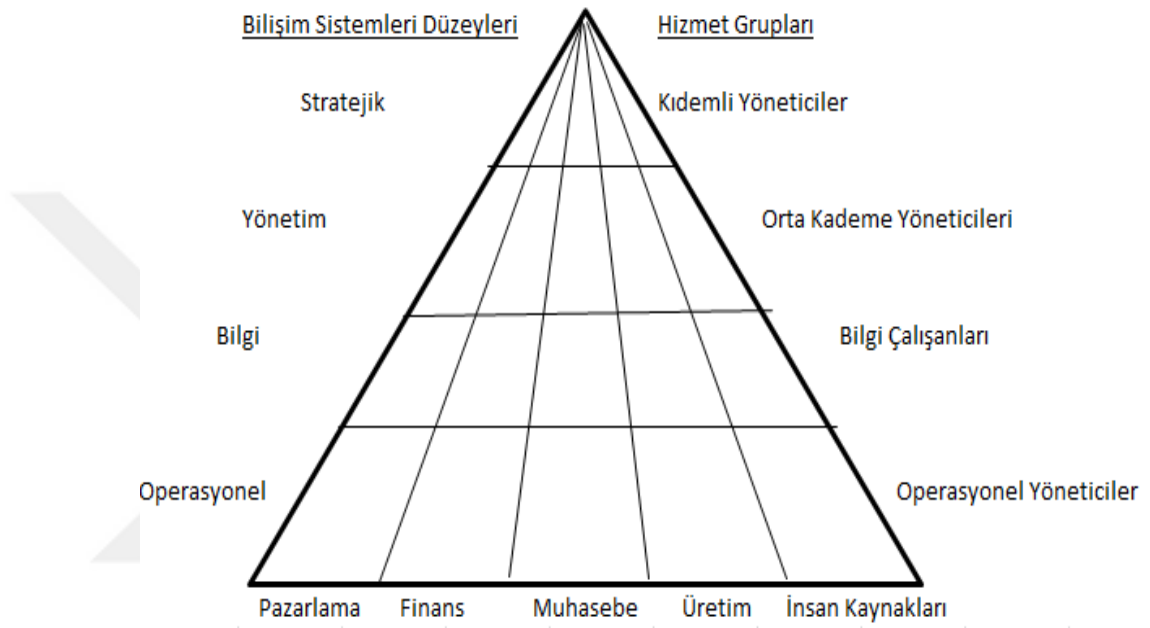 Bilişim Sistemleri Düzeyleri Hizmet Grupları
Stratejik Kıdemli Yöneticiler
Yönetim Orta Kademe Yöneticileri
Bilgi Bilgi Çalışanları
Operasyonel Operasyonel Yöneticiler
Pazarlama Finans Muhasebe Üretim İnsan Kaynakları